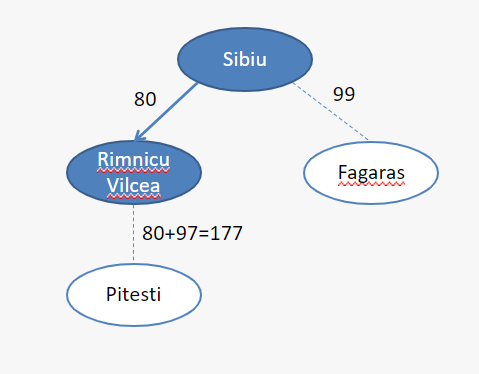 Sibiu
80
99
Rimnicu
Vilcea
Fagaras
80+97=177
Pitesti